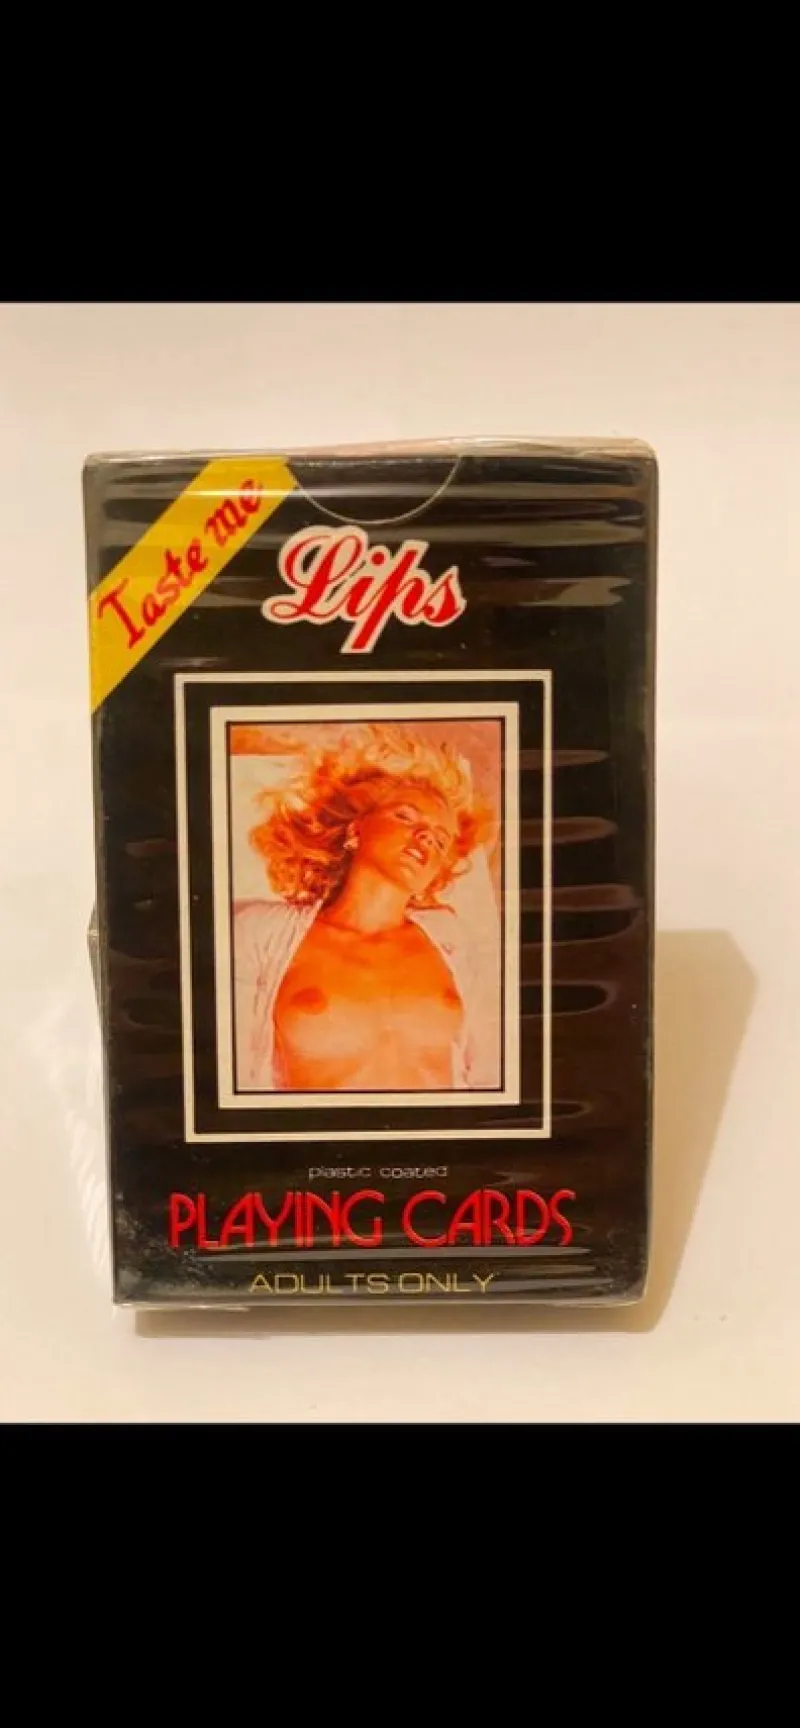 Taste me
Lips
plastic coated
PLAYING CARDS
ADULTS ONLY